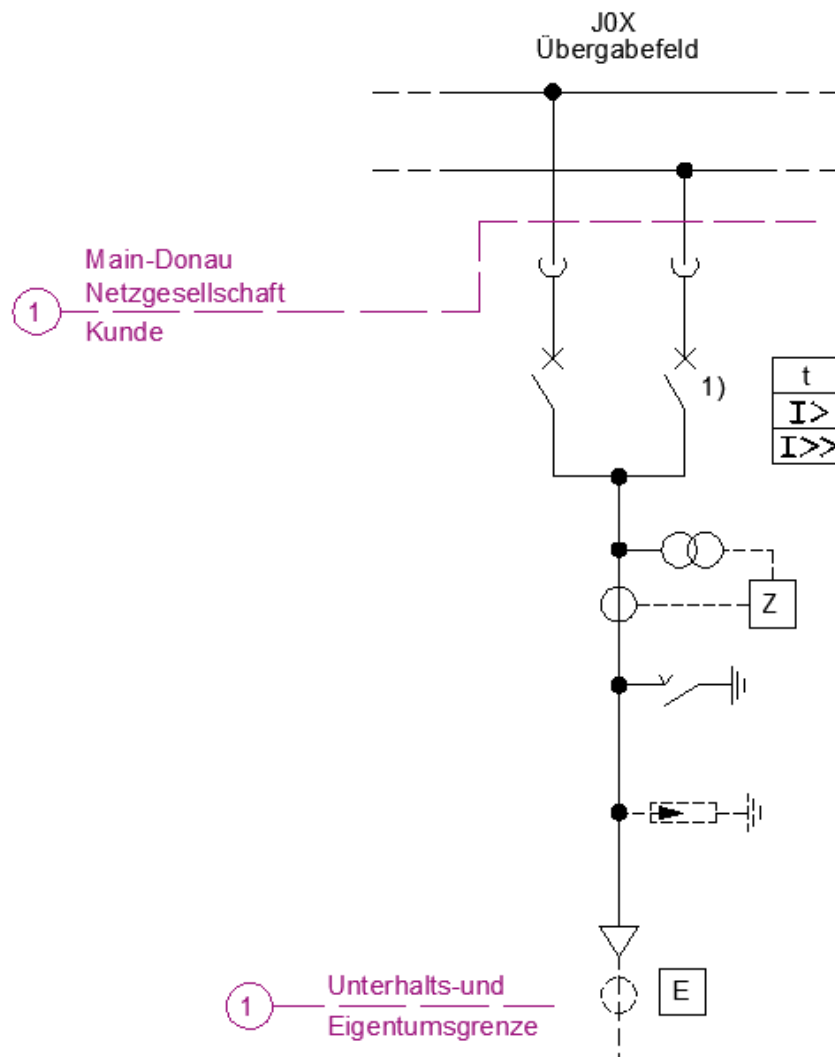 J0X
Übergabefeld
Main-Donau
Netzgesellschaft
1
Kunde
1)
t
I>
I>>
Z
E
1
Unterhalts-und
Eigentumsgrenze